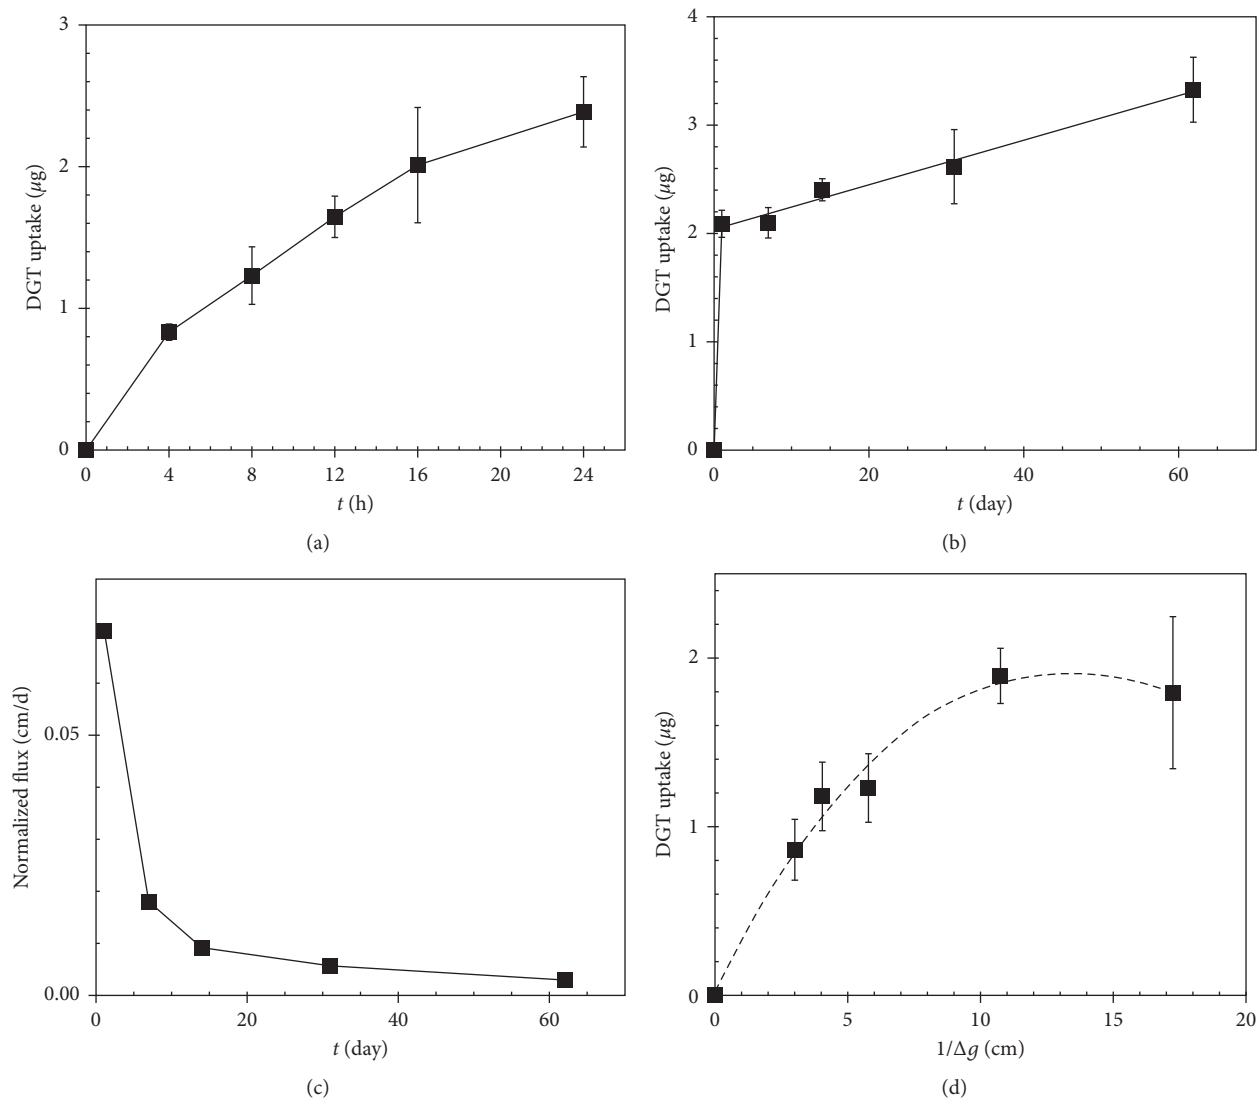 3
2
1
0
DGT uptake (μg)
0 4 8 12 16 20 24
t (h)
(a)
4
3
2
1
0
DGT uptake (μg)
0 20 40 60
t (day)
(b)
0.05
0.00
Normalized flux (cm/d)
0 20 40 60
t (day)
(c)
2
1
0
DGT uptake (μg)
0 5 10 15 20
1/Δg (cm)
(d)